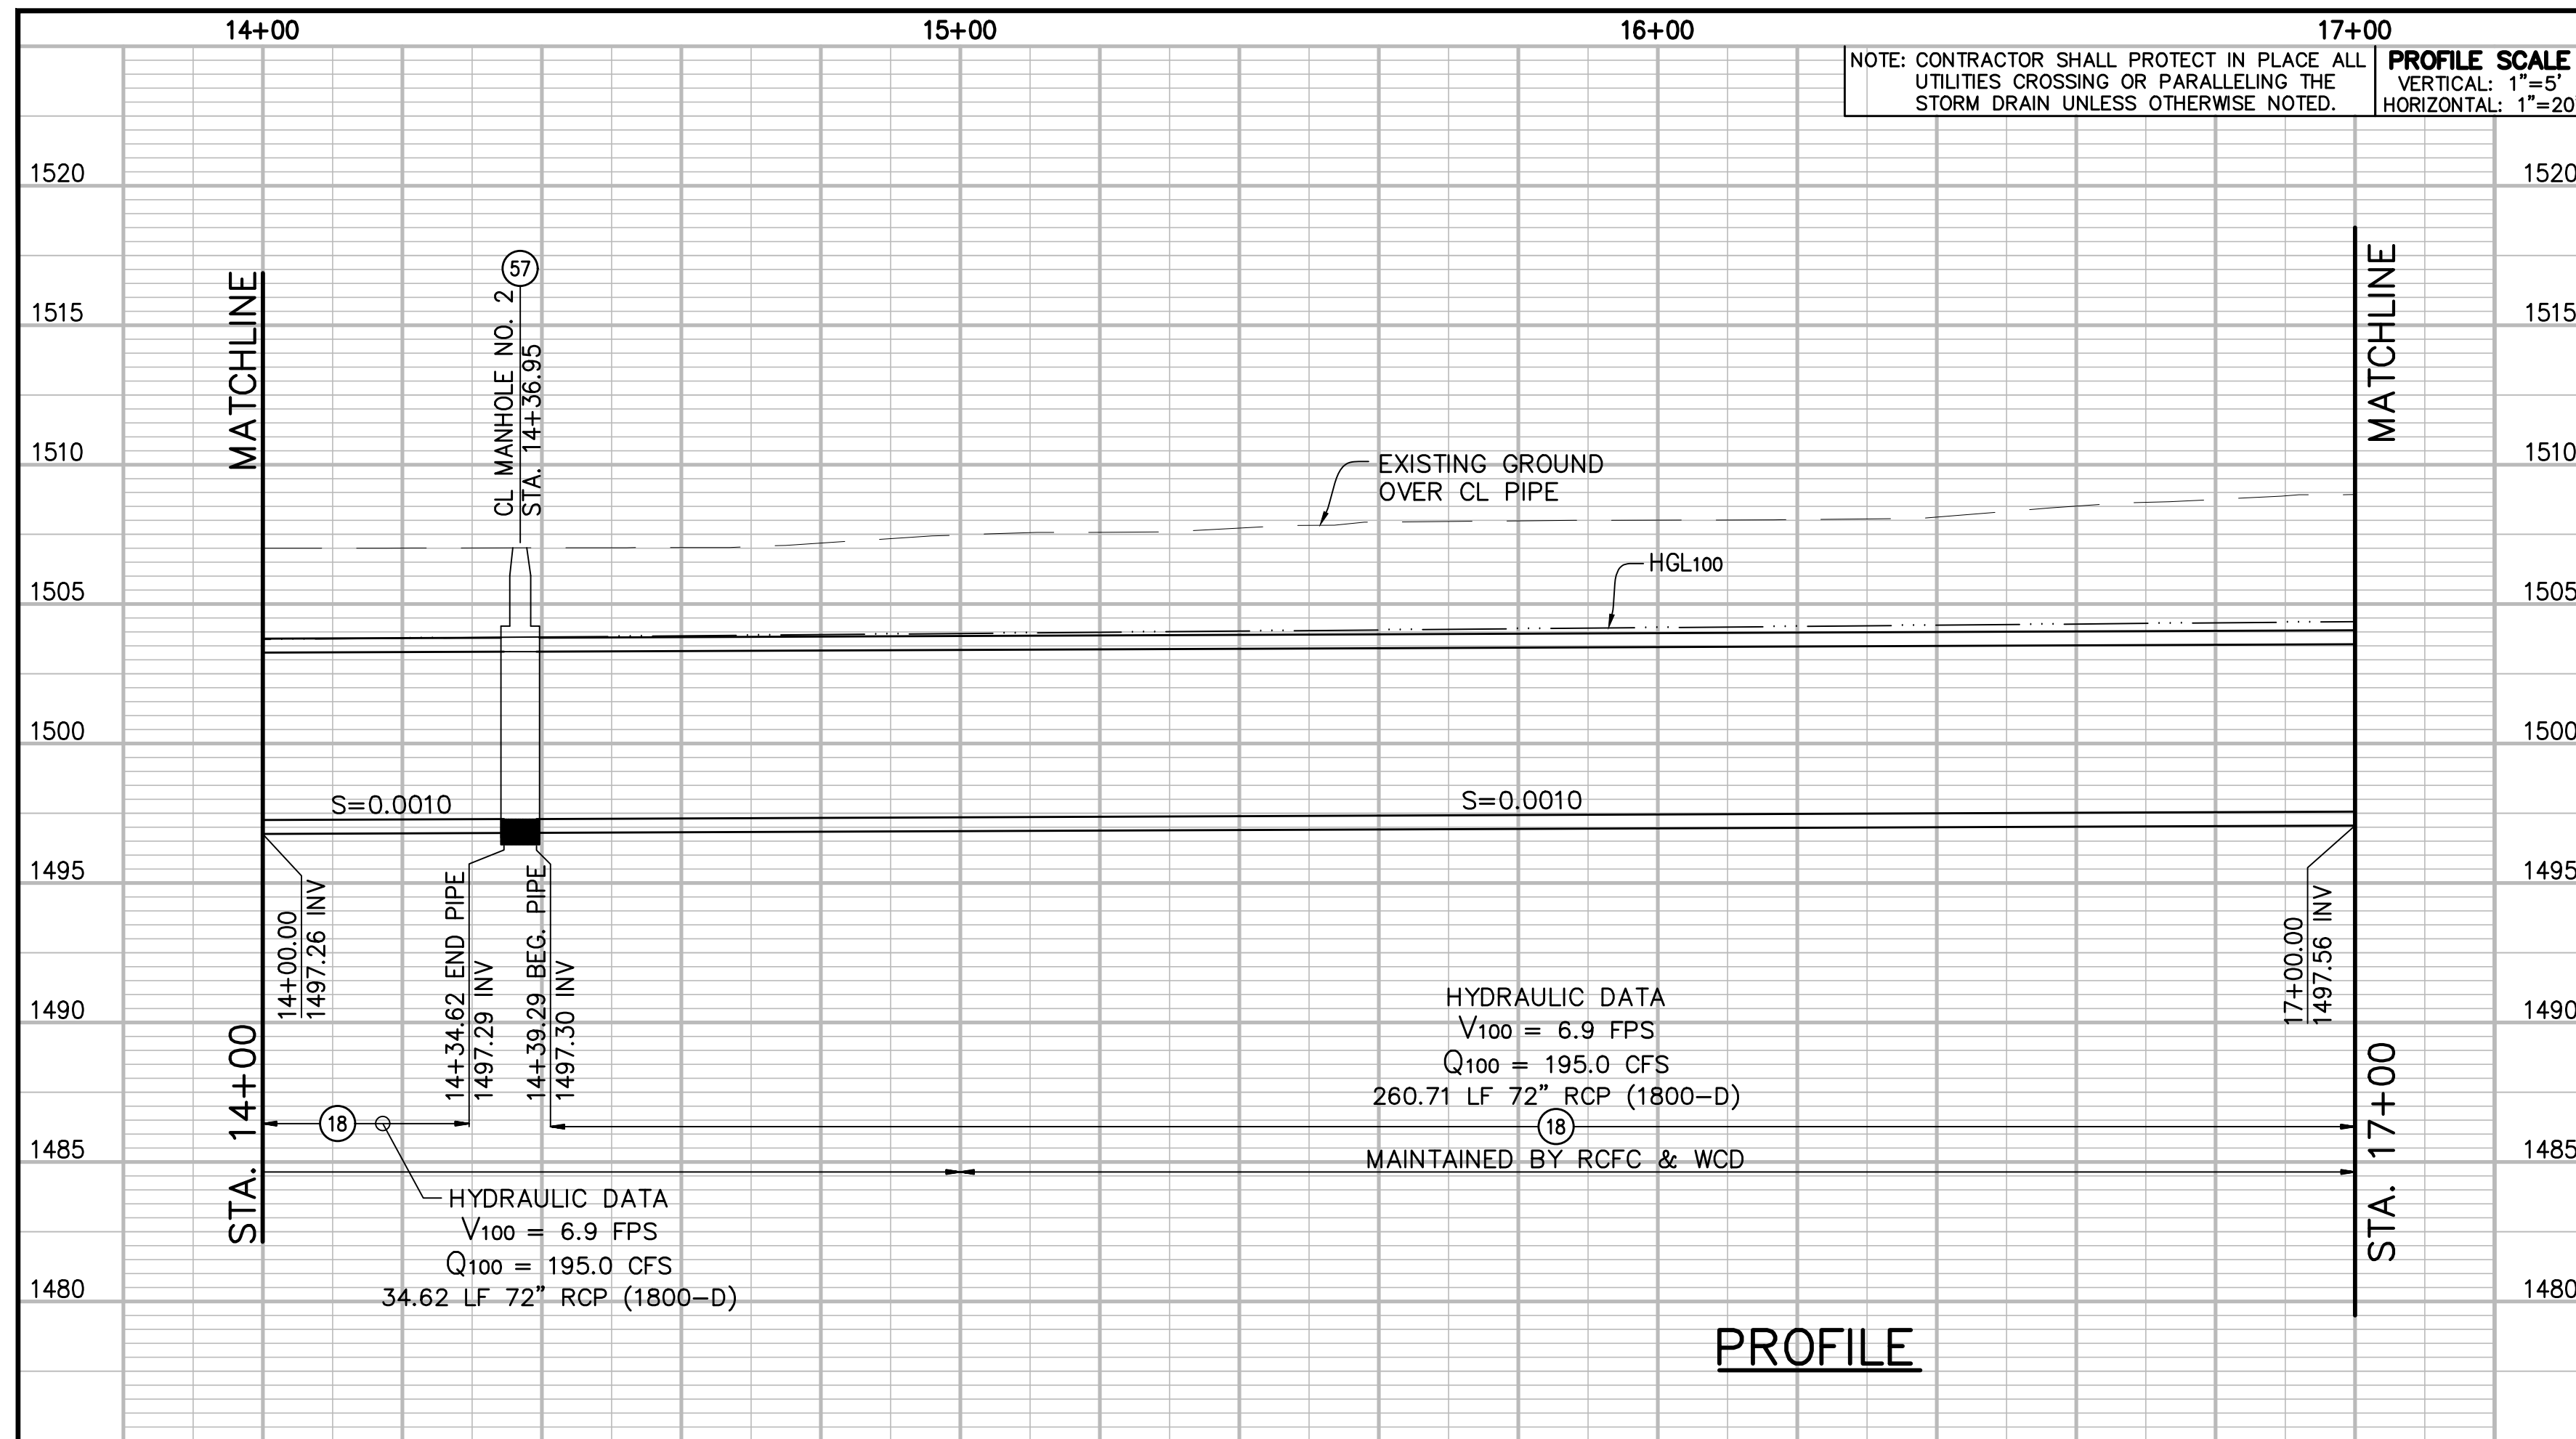 14+00 15+00 16+00 17+00
NOTE: CONTRACTOR SHALL PROTECT IN PLACE ALL
UTILITIES CROSSING OR PARALLELING THE
STORM DRAIN UNLESS OTHERWISE NOTED.
PROFILE SCALE
VERTICAL: 1"=5'
HORIZONTAL: 1"=20
1520 1520
1515 1515
1510 1510
1505 1505
1500 1500
1495 1495
1490 1490
1485 1485
1480 1480
MATCHLINE
STA. 14+00
57
CL MANHOLE NO. 2
STA. 14+36.95
EXISTING GROUND
OVER CL PIPE
HGL100
MATCHLINE
STA. 17+00
S=0.0010
S=0.0010
14+00.00
1497.26 INV
14+34.62 END PIPE
1497.29 INV
14+39.29 BEG. PIPE
1497.30 INV
17+00.00
1497.56 INV
HYDRAULIC DATA
V100 = 6.9 FPS
Q100 = 195.0 CFS
260.71 LF 72" RCP (1800-D)
18
18
MAINTAINED BY RCFC & WCD
HYDRAULIC DATA
V100 = 6.9 FPS
Q100 = 195.0 CFS
34.62 LF 72" RCP (1800-D)
PROFILE